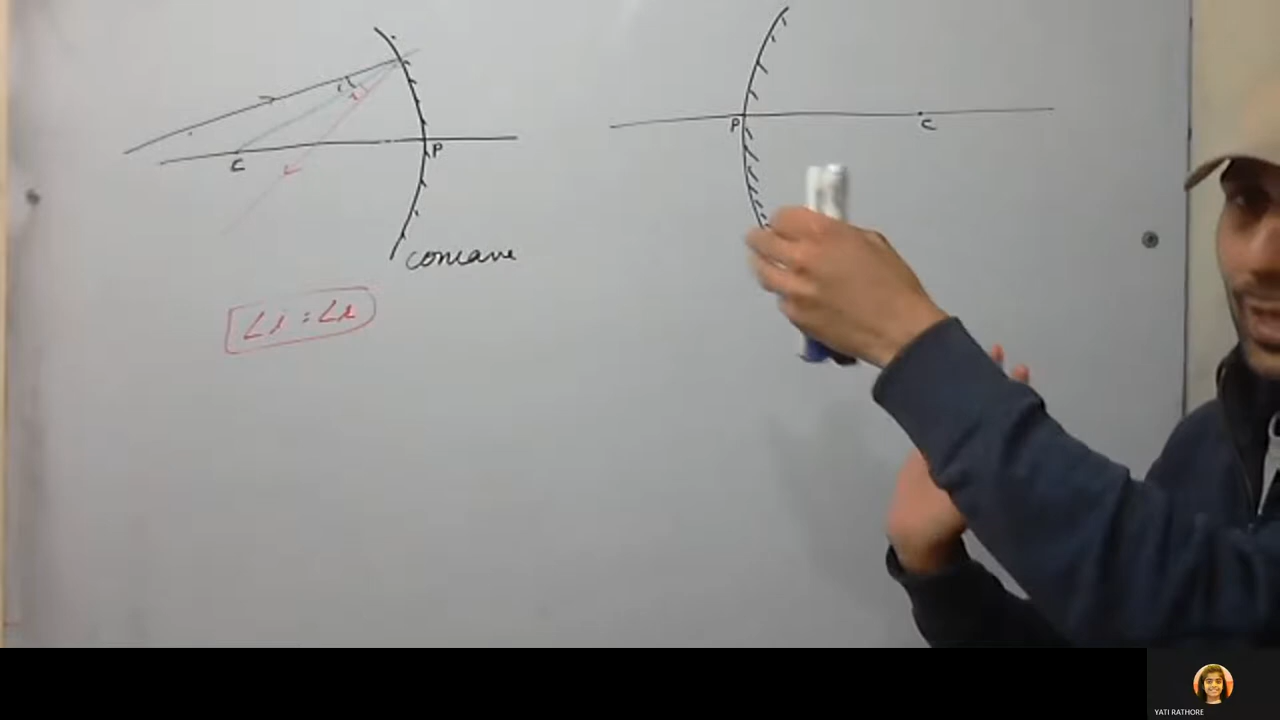 i
r
C
P
P
C
concave
∠i = ∠r
YATI RATHORE